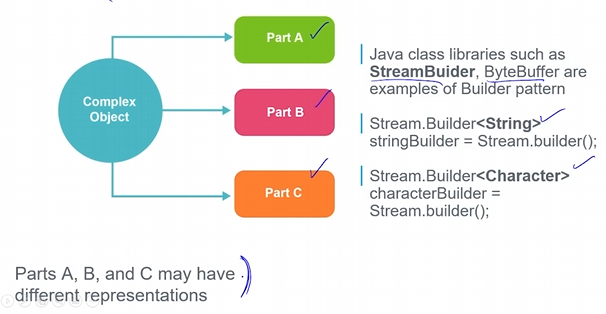 Complex
Object
Part A
Part B
Part C
Java class libraries such as
StreamBuider, ByteBuffer are
examples of Builder pattern
Stream.Builder<String>
stringBuilder = Stream.builder();
Stream.Builder<Character>
characterBuilder =
Stream.builder();
Parts A, B, and C may have
different representations